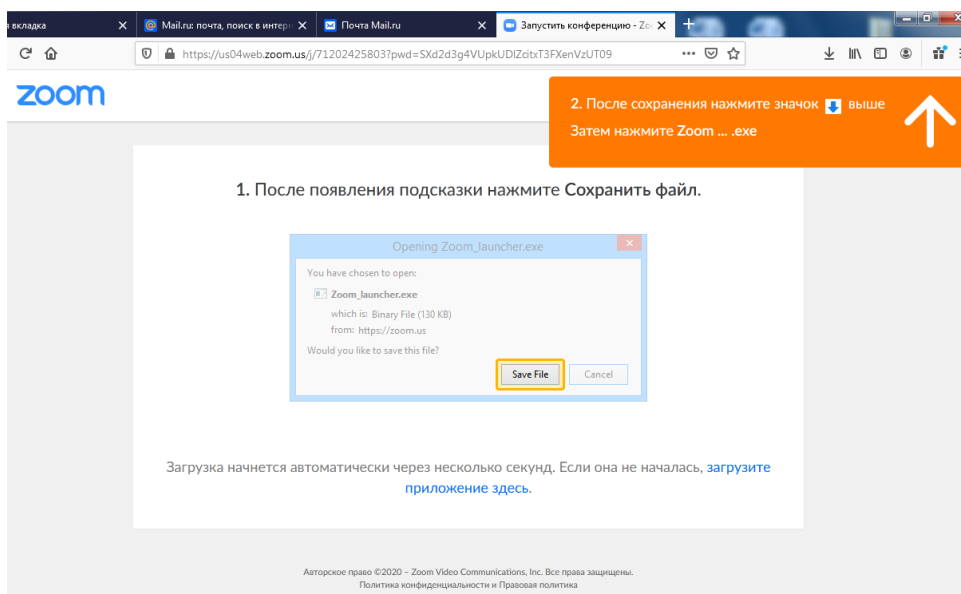 я вкладка
Mail.ru: почта, поиск в интерн
Почта Mail.ru
Запустить конференцию - Zoo
https://us04web.zoom.us/j/71202425803?pwd=SXd2d3g4VUpkUDlZcitxT3FXenVzUT09
zoom
2. После сохранения нажмите значок выше
Затем нажмите Zoom ... .exe
1. После появления подсказки нажмите Сохранить файл.
Opening Zoom_launcher.exe
You have chosen to open:
Zoom_launcher.exe
which is: Binary File (130 KB)
from: https://zoom.us
Would you like to save this file?
Save File
Cancel
Загрузка начнется автоматически через несколько секунд. Если она не началась, загрузите
приложение здесь.
Авторское право ©2020 – Zoom Video Communications, Inc. Все права защищены.
Политика конфиденциальности и Правовая политика